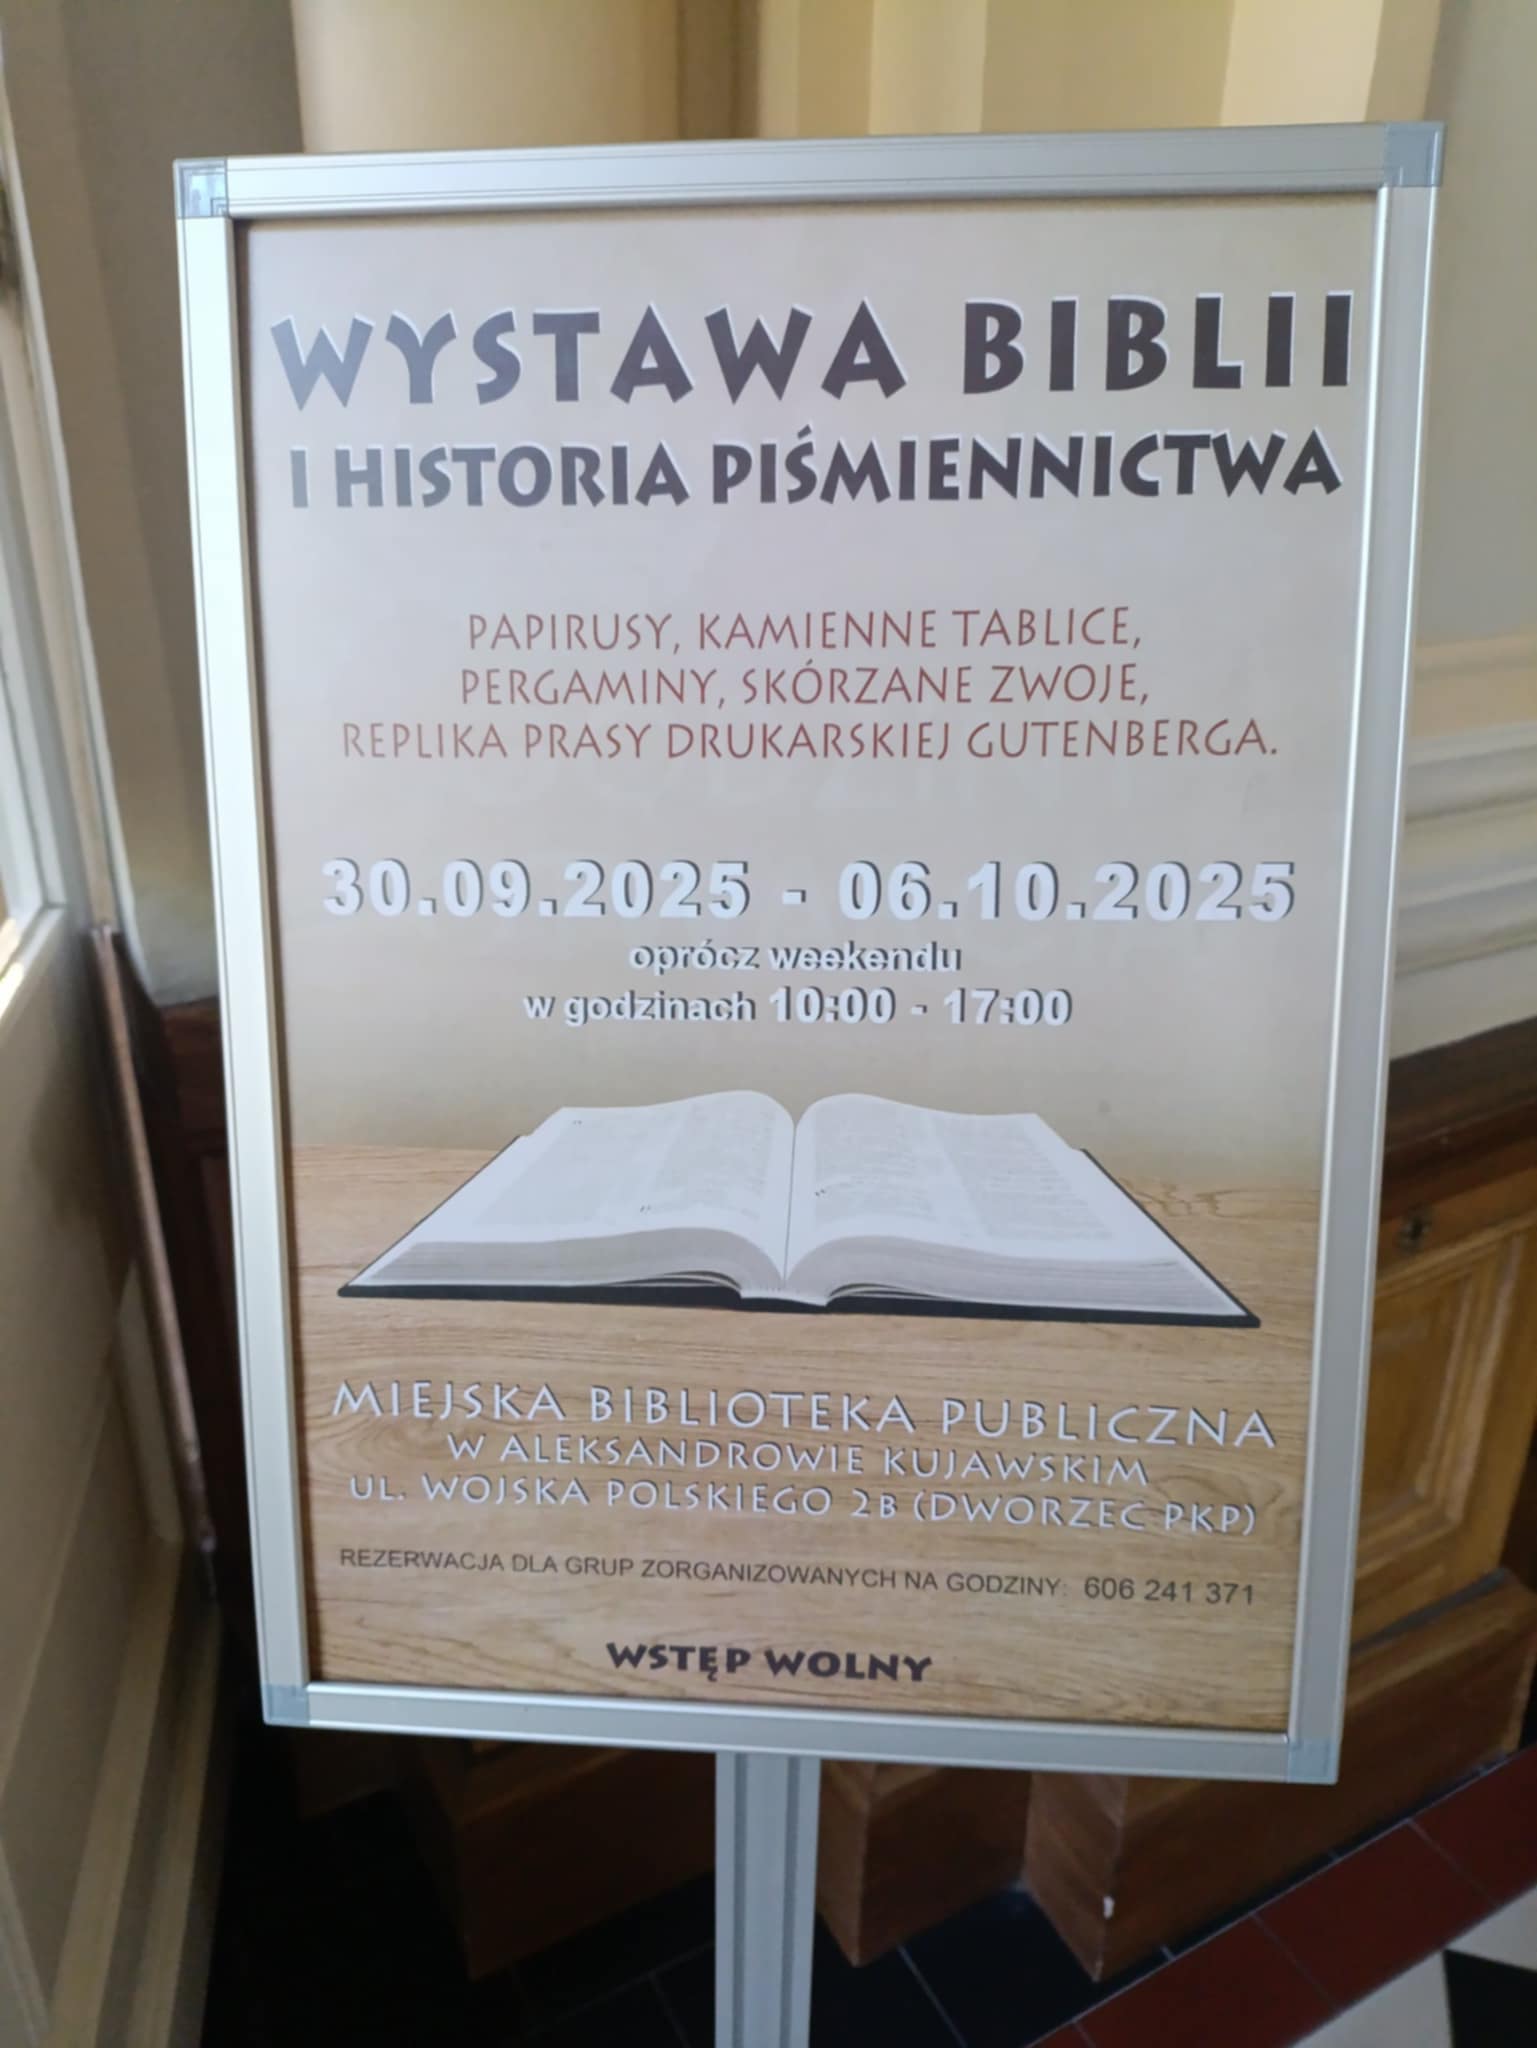 WYSTAWA BIBLII
I HISTORIA PIŚMIENNICTWA
PAPIRUSY, KAMIENNE TABLICE,
PERGAMINY, SKÓRZANE ZWOJE,
REPLIKA PRASY DRUKARSKIEJ GUTENBERGA.
30.09.2025 - 06.10.2025
oprócz weekendu
w godzinach 10:00 - 17:00
MIEJSKA BIBLIOTEKA PUBLICZNA
W ALEKSANDROWIE KUJAWSKIM
UL. WOJSKA POLSKIEGO 2B (DWORZEC PKP)
REZERWACJA DLA GRUP ZORGANIZOWANYCH NA GODZINY: 606 241 371
WSTĘP WOLNY